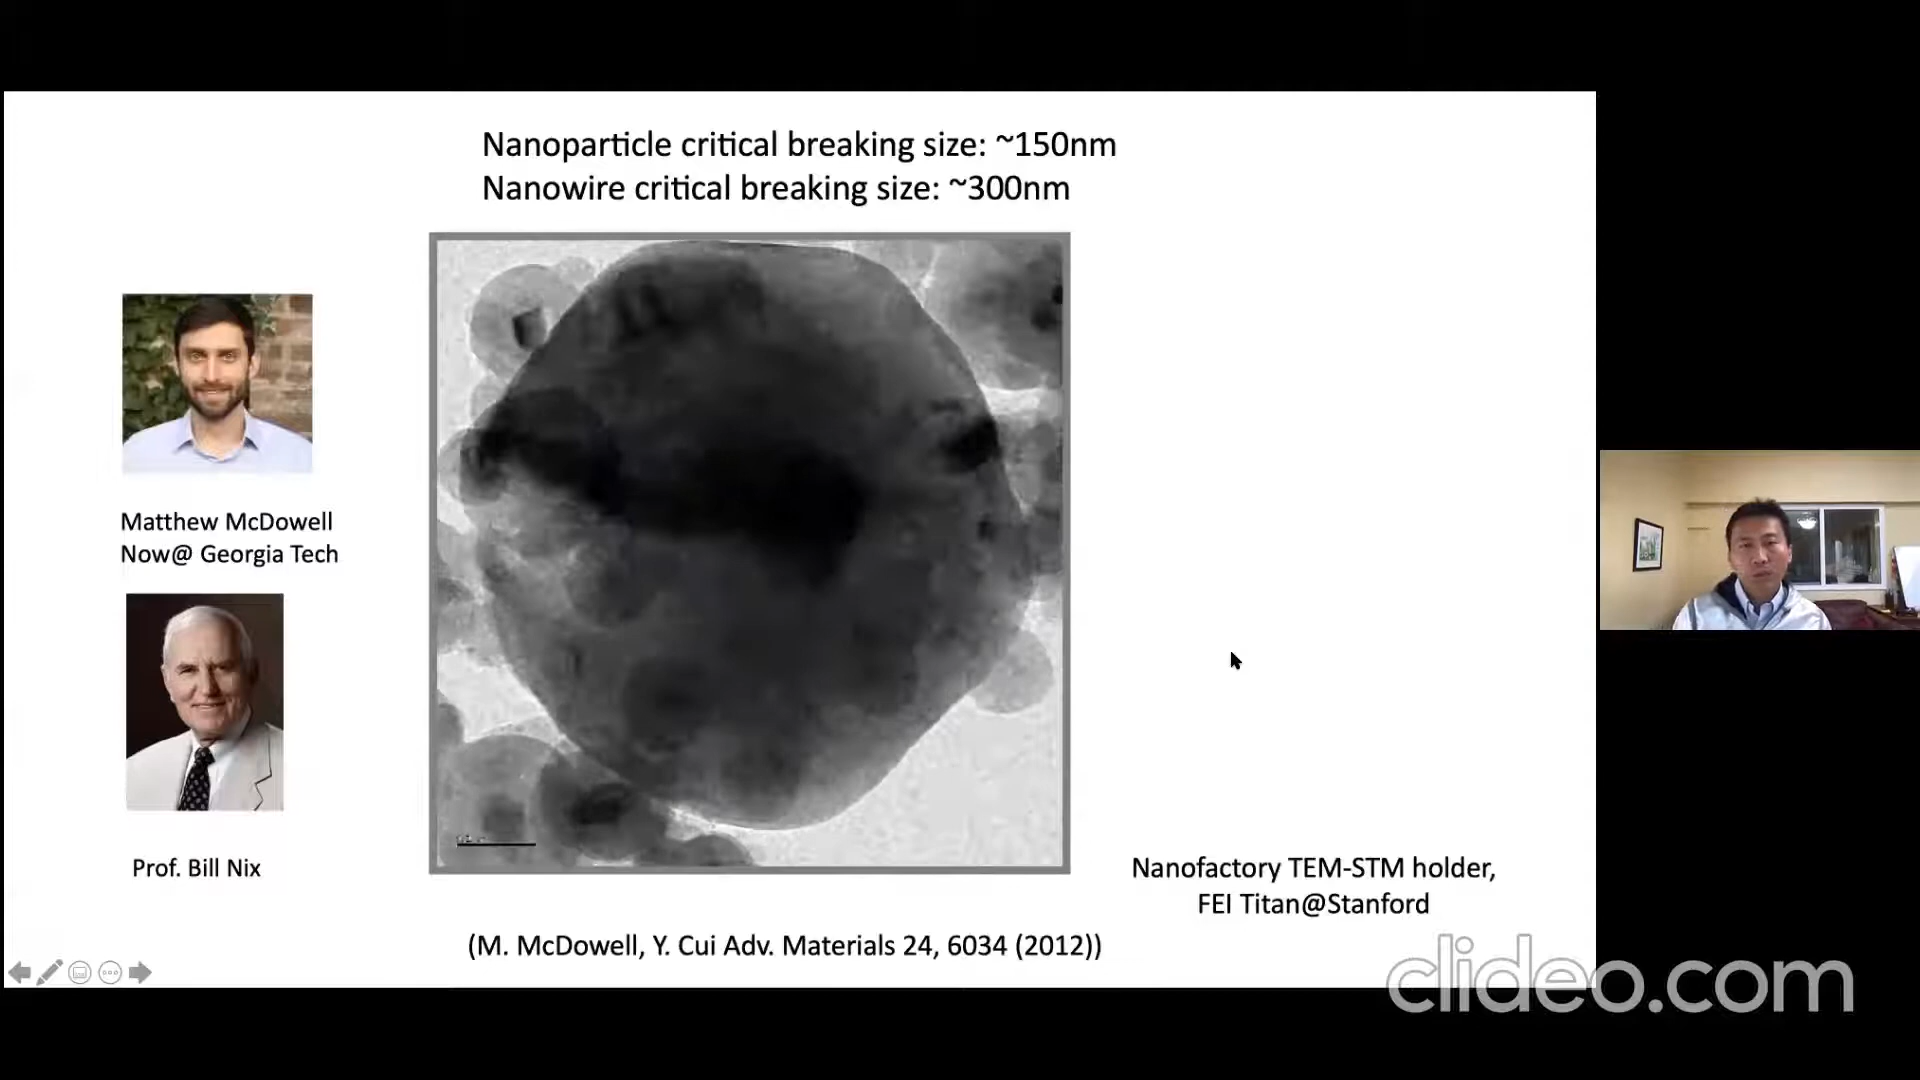 Nanoparticle critical breaking size: ~150nm
Nanowire critical breaking size: ~300nm
Matthew McDowell
Now@ Georgia Tech
Prof. Bill Nix
Nanofactory TEM-STM holder,
FEI Titan@Stanford
(M. McDowell, Y. Cui Adv. Materials 24, 6034 (2012))
clideo.com